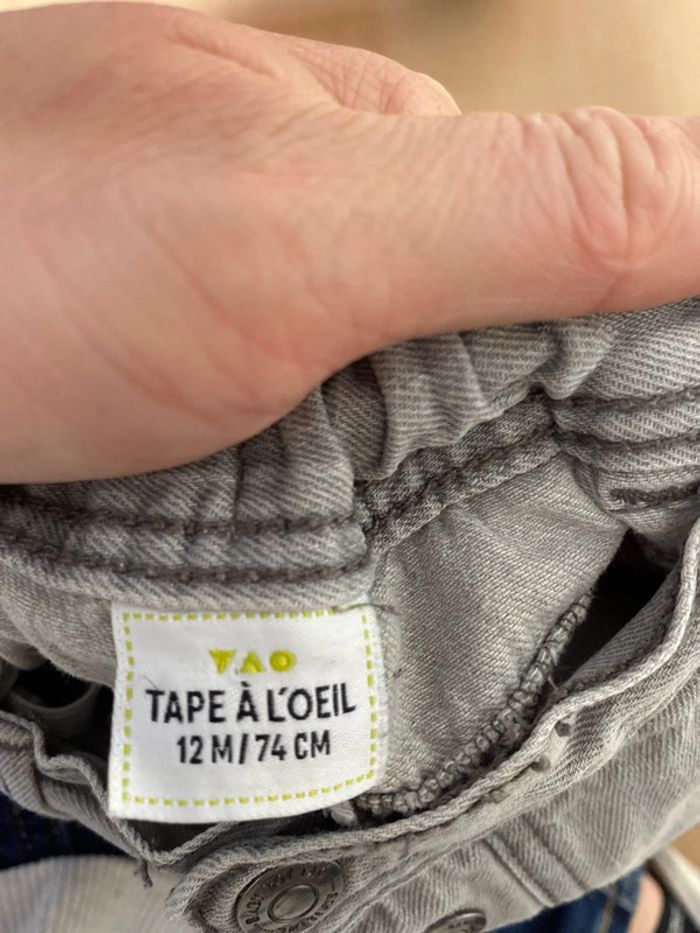 TAO
TAPE À L'OEIL
12 M/74 CM